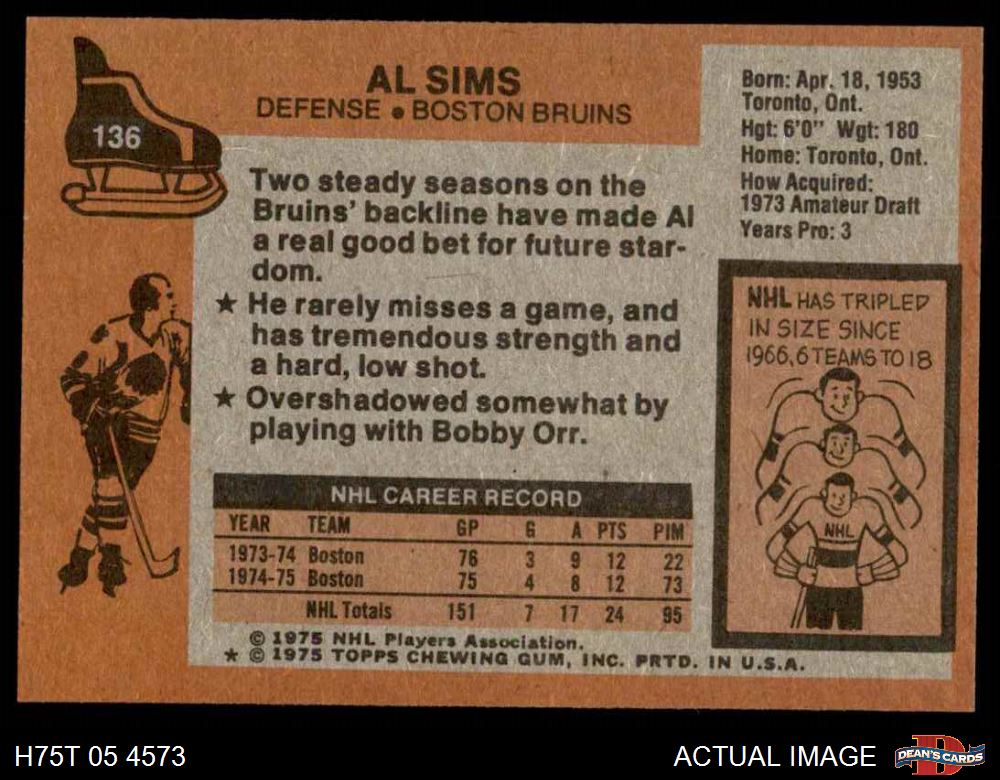 136
AL SIMS
DEFENSE • BOSTON BRUINS
Born: Apr. 18, 1953
Toronto, Ont.
Hgt: 6'0" Wgt: 180
Home: Toronto, Ont.
How Acquired:
1973 Amateur Draft
Years Pro: 3
Two steady seasons on the
Bruins' backline have made Al
a real good bet for future star-
dom.
★ He rarely misses a game, and
has tremendous strength and
a hard, low shot.
★ Overshadowed somewhat by
playing with Bobby Orr.
NHL HAS TRIPLED
IN SIZE SINCE
1966, 6 TEAMS TO 18
NHL
NHL CAREER RECORD
YEAR TEAM GP G A PTS PIM
1973-74 Boston 76 3 9 12 22
1974-75 Boston 75 4 8 12 73
NHL Totals 151 7 17 24 95
© 1975 NHL Players Association.
★ © 1975 TOPPS CHEWING GUM, INC. PRTD. IN U.S.A.
H75T 05 4573
ACTUAL IMAGE
D
DEAN'S CARDS